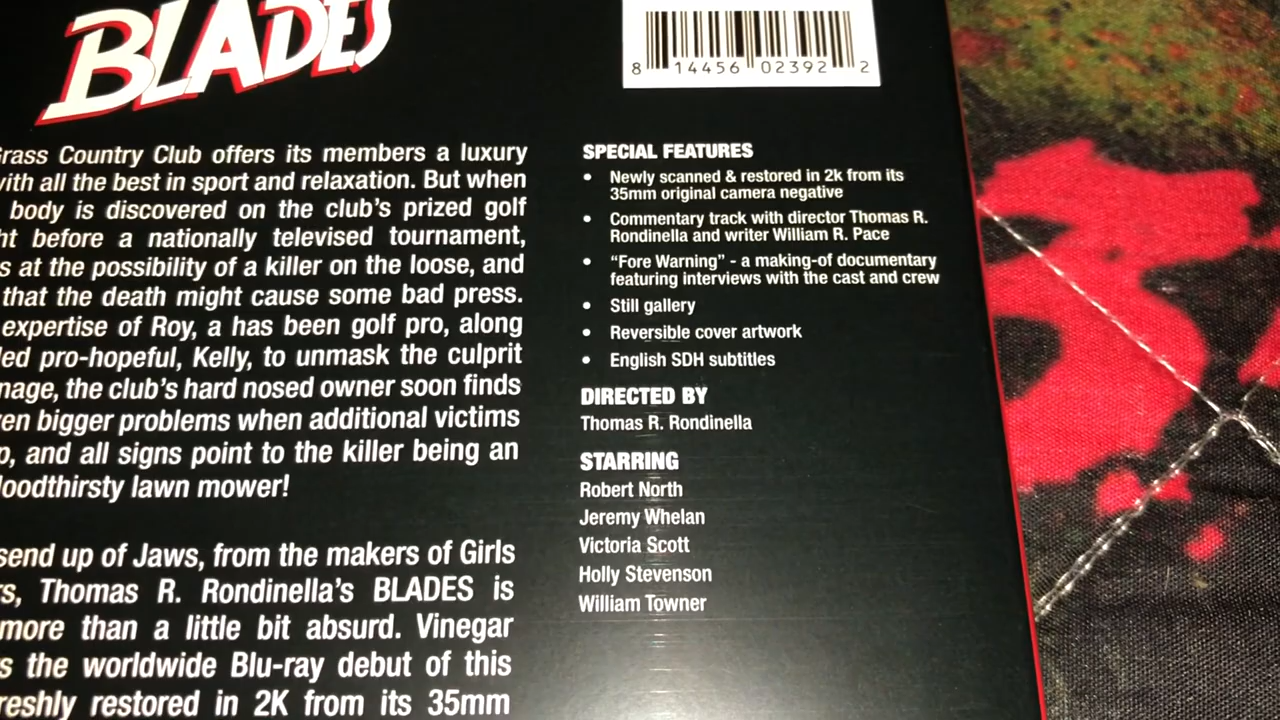 BLADES
8 14456 02392 2
Grass Country Club offers its members a luxury
with all the best in sport and relaxation. But when
body is discovered on the club's prized golf
before a nationally televised tournament,
at the possibility of a killer on the loose, and
that the death might cause some bad press.
expertise of Roy, a has been golf pro, along
pro-hopeful, Kelly, to unmask the culprit
the club's hard nosed owner soon finds
bigger problems when additional victims
and all signs point to the killer being an
bloodthirsty lawn mower!
send up of Jaws, from the makers of Girls
Thomas R. Rondinella's BLADES is
more than a little bit absurd. Vinegar
the worldwide Blu-ray debut of this
freshly restored in 2K from its 35mm
SPECIAL FEATURES
• Newly scanned & restored in 2k from its
35mm original camera negative
• Commentary track with director Thomas R.
Rondinella and writer William R. Pace
• “Fore Warning” - a making-of documentary
featuring interviews with the cast and crew
• Still gallery
• Reversible cover artwork
• English SDH subtitles
DIRECTED BY
Thomas R. Rondinella
STARRING
Robert North
Jeremy Whelan
Victoria Scott
Holly Stevenson
William Towner